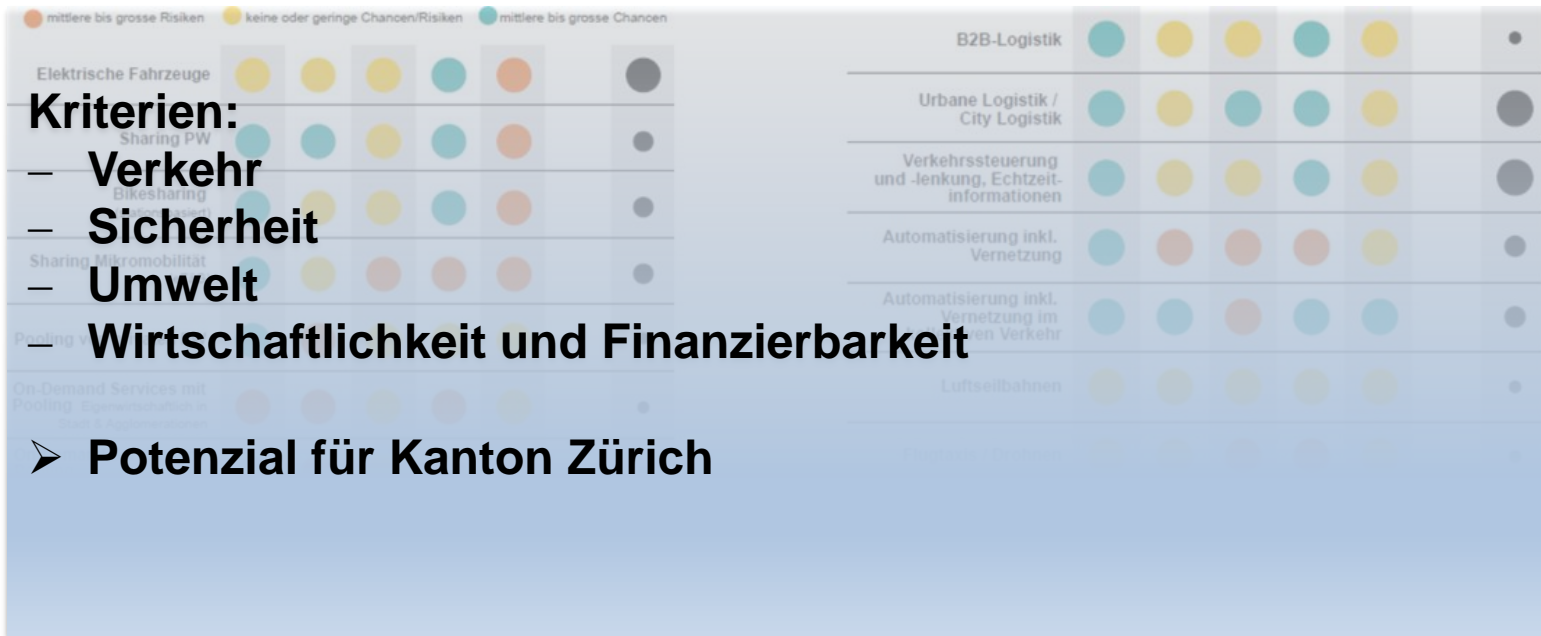 mittlere bis grosse Risiken keine oder geringe Chancen/Risiken mittlere bis grosse Chancen
Elektrische Fahrzeuge
Sharing PW
Bikesharing
Sharing Mikromobilität
Pooling
On-Demand Services mit
Pooling
Kriterien:
– Verkehr
– Sicherheit
– Umwelt
– Wirtschaftlichkeit und Finanzierbarkeit
➢ Potenzial für Kanton Zürich
B2B-Logistik
Urbane Logistik /
City Logistik
Verkehrssteuerung
und -lenkung, Echtzeit-
informationen
Automatisierung inkl.
Vernetzung
Automatisierung inkl.
Vernetzung im
Verkehr
Luftseilbahnen